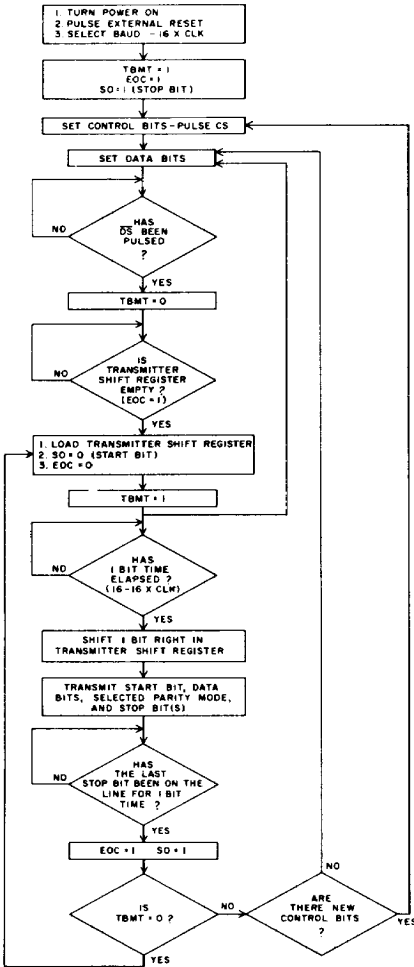 1. TURN POWER ON
2. PULSE EXTERNAL RESET
3. SELECT BAUD - 16 X CLK
TBMT = 1
EOC = 1
SO = 1 (STOP BIT)
SET CONTROL BITS - PULSE CS
SET DATA BITS
HAS
DS BEEN
PULSED
?
NO
YES
TBMT = 0
IS
TRANSMITTER
SHIFT REGISTER
EMPTY ?
(EOC = 1)
NO
YES
1. LOAD TRANSMITTER SHIFT REGISTER
2. SO = 0 (START BIT)
3. EOC = 0
TBMT = 1
HAS
1 BIT TIME
ELAPSED ?
(16-16 X CLK)
NO
YES
SHIFT 1 BIT RIGHT IN
TRANSMITTER SHIFT REGISTER
TRANSMIT START BIT, DATA
BITS, SELECTED PARITY MODE,
AND STOP BIT(S)
HAS
THE LAST
STOP BIT BEEN ON THE
LINE FOR 1 BIT
TIME ?
NO
YES
EOC = 1 SO = 1
IS
TBMT = 0 ?
NO
YES
ARE
THERE NEW
CONTROL BITS
?
NO
YES